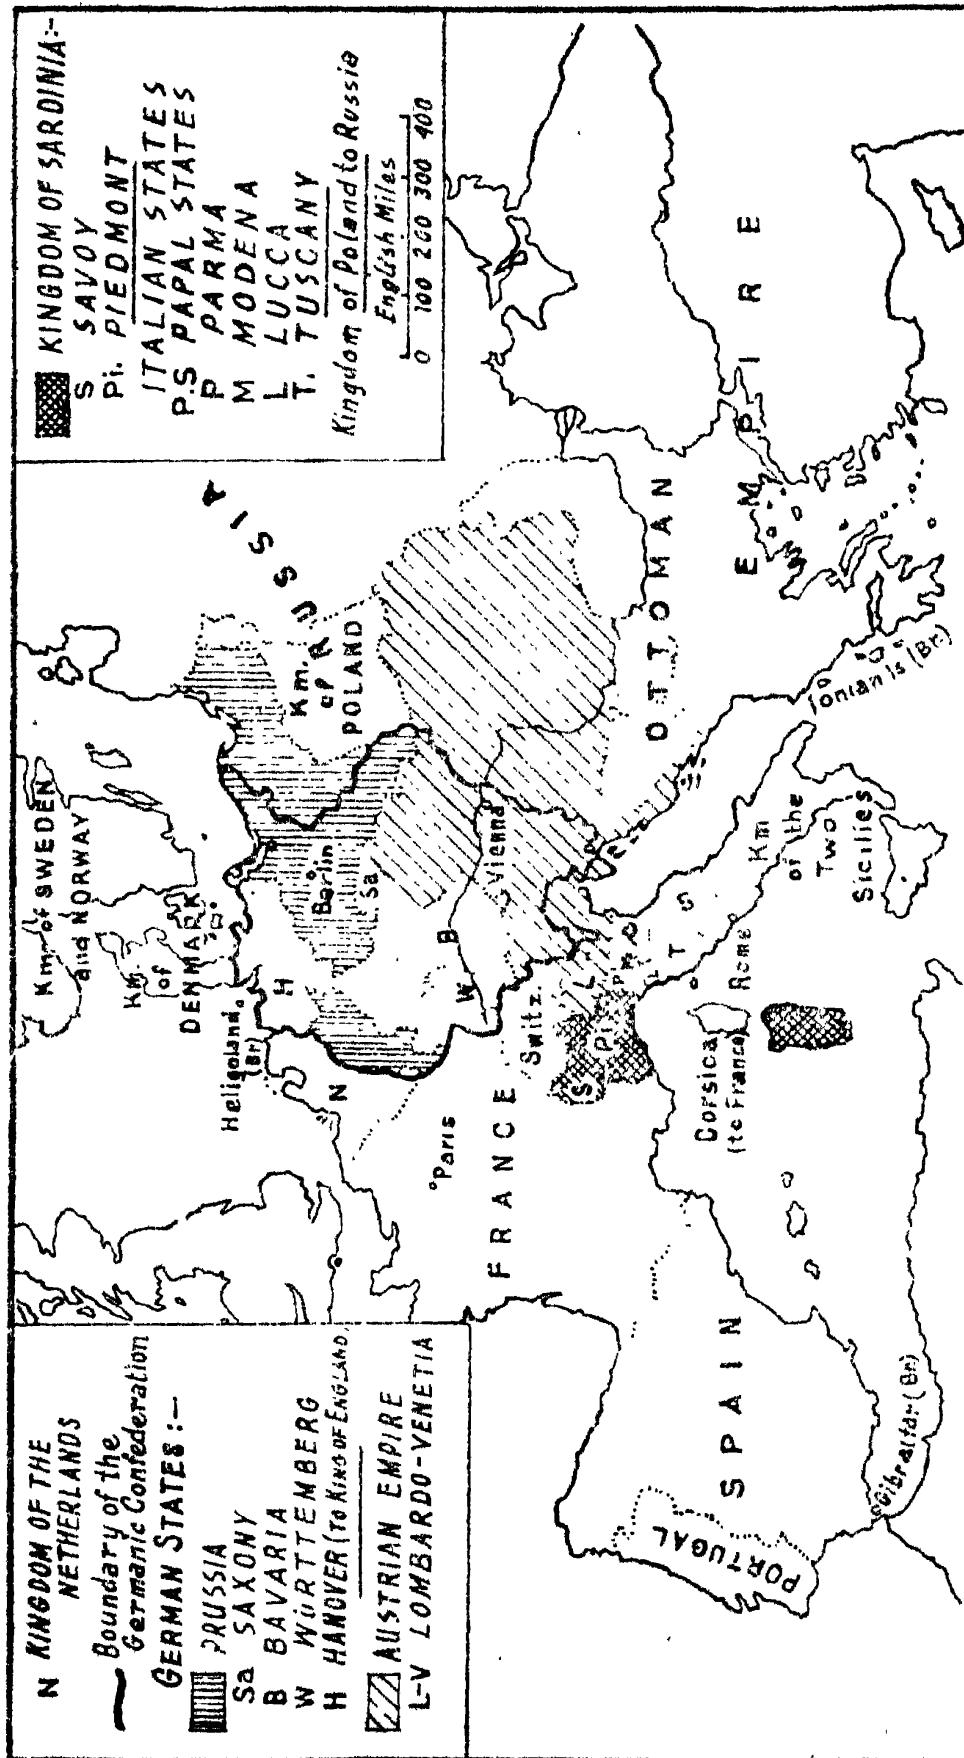 N KINGDOM OF THE
NETHERLANDS
Boundary of the
Germanic Confederation
GERMAN STATES:—
PRUSSIA
Sa SAXONY
B BAVARIA
W WÜRTTEMBERG
H HANOVER (TO KING OF ENGLAND)
AUSTRIAN EMPIRE
L-V LOMBARDO-VENETIA
KINGDOM OF SARDINIA:-
S SAVOY
Pi. PIEDMONT
ITALIAN STATES
P.S PAPAL STATES
P PARMA
M MODENA
L LUCCA
T. TUSCANY
Kingdom of Poland to Russia
English Miles
0 100 200 300 400
Km. of SWEDEN
and NORWAY
Km.
of
DENMARK
Heligoland
(Br)
H
N
Berlin
Sa
RUSSIA
Km.
of
POLAND
Paris
FRANCE
W
B
Vienna
Switz.
S
Pi
L
V
P
M
L
T
P
S
Rome
Corsica
(to France)
Km
of the
Two
Sicilies
OTTOMAN
EMPIRE
Ionian Is (Br)
SPAIN
PORTUGAL
Gibraltar (Br)